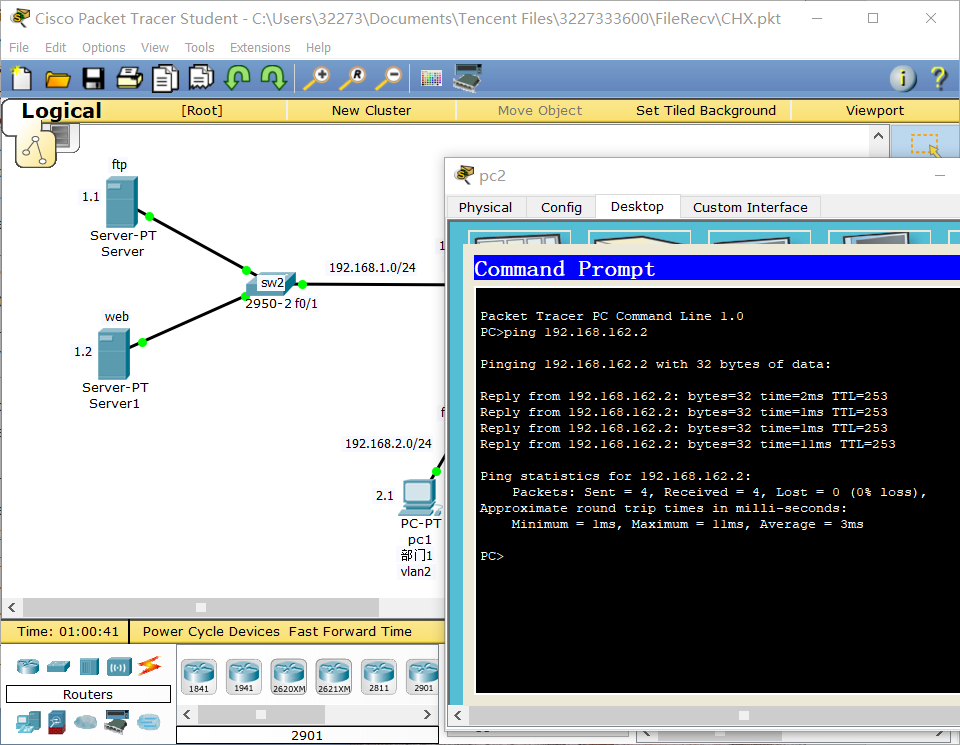 Cisco Packet Tracer Student - C:\Users\32273\Documents\Tencent Files\3227333600\FileRecv\CHX.pkt
File Edit Options View Tools Extensions Help
Logical [Root] New Cluster Move Object Set Tiled Background Viewport
ftp
1.1
Server-PT
Server
192.168.1.0/24
sw2
2950-2 f0/1
web
1.2
Server-PT
Server1
192.168.2.0/24
2.1
PC-PT
pc1
部门1
vlan2
pc2
Physical Config Desktop Custom Interface
Command Prompt
Packet Tracer PC Command Line 1.0
PC>ping 192.168.162.2
Pinging 192.168.162.2 with 32 bytes of data:
Reply from 192.168.162.2: bytes=32 time=2ms TTL=253
Reply from 192.168.162.2: bytes=32 time=1ms TTL=253
Reply from 192.168.162.2: bytes=32 time=1ms TTL=253
Reply from 192.168.162.2: bytes=32 time=11ms TTL=253
Ping statistics for 192.168.162.2:
Packets: Sent = 4, Received = 4, Lost = 0 (0% loss),
Approximate round trip times in milli-seconds:
Minimum = 1ms, Maximum = 11ms, Average = 3ms
PC>
Time: 01:00:41 Power Cycle Devices Fast Forward Time
Routers
1841 1941 2620XM 2621XM 2811 2901
2901